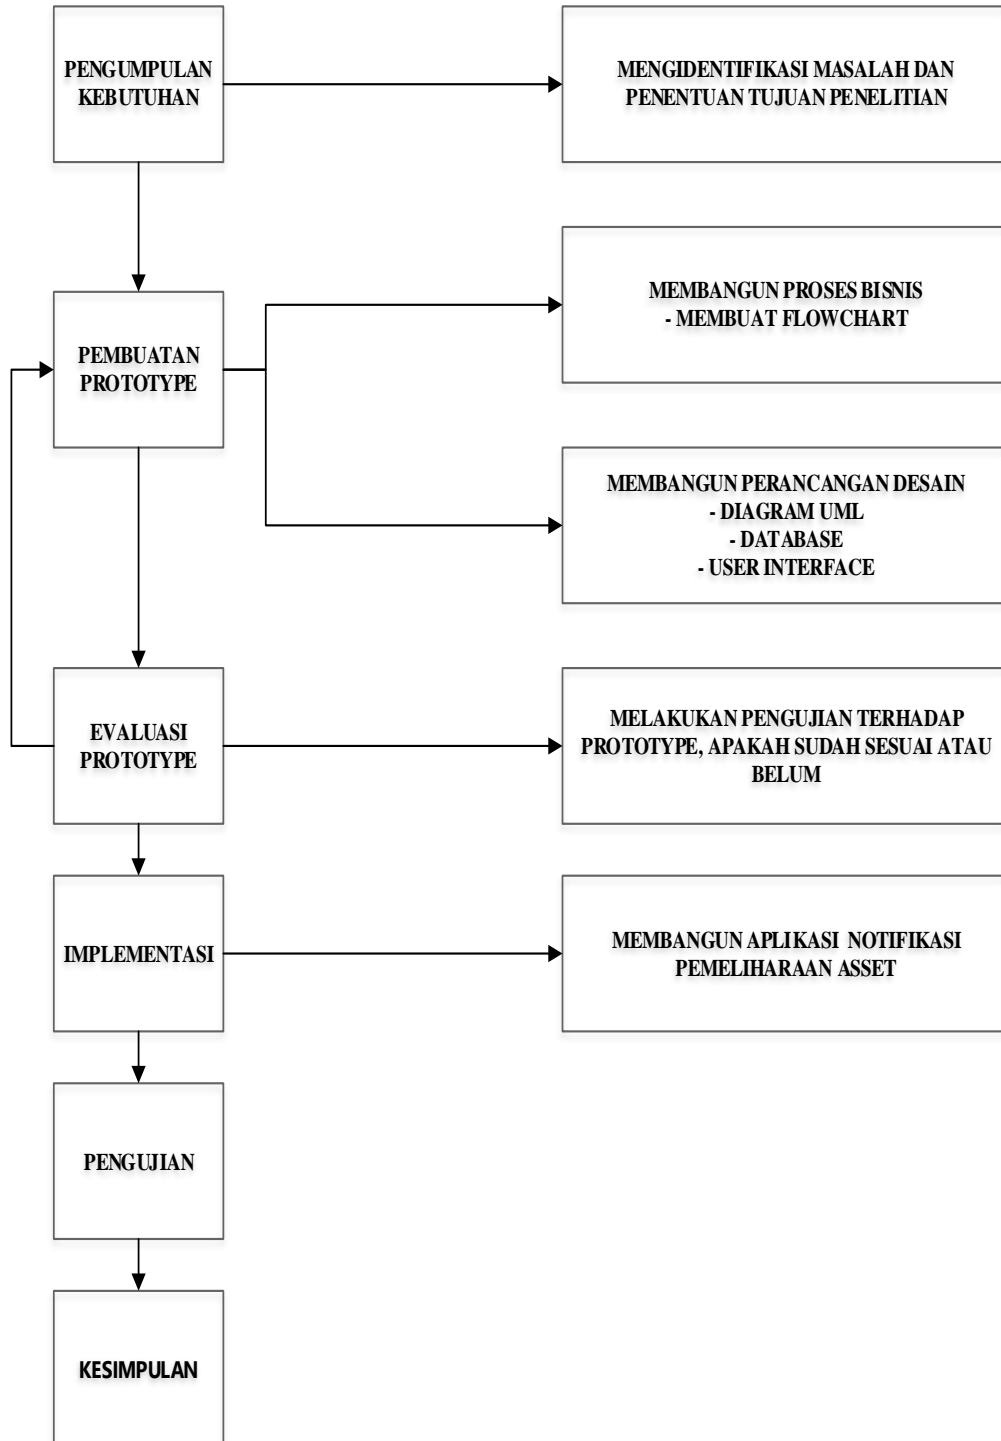 PENGUMPULAN
KEBUTUHAN
MENGIDENTIFIKASI MASALAH DAN
PENENTUAN TUJUAN PENELITIAN
MEMBANGUN PROSES BISNIS
- MEMBUAT FLOWCHART
PEMBUATAN
PROTOTYPE
MEMBANGUN PERANCANGAN DESAIN
- DIAGRAM UML
- DATABASE
- USER INTERFACE
EVALUASI
PROTOTYPE
MELAKUKAN PENGUJIAN TERHADAP
PROTOTYPE, APAKAH SUDAH SESUAI ATAU
BELUM
IMPLEMENTASI
MEMBANGUN APLIKASI NOTIFIKASI
PEMELIHARAAN ASSET
PENGUJIAN
KESIMPULAN